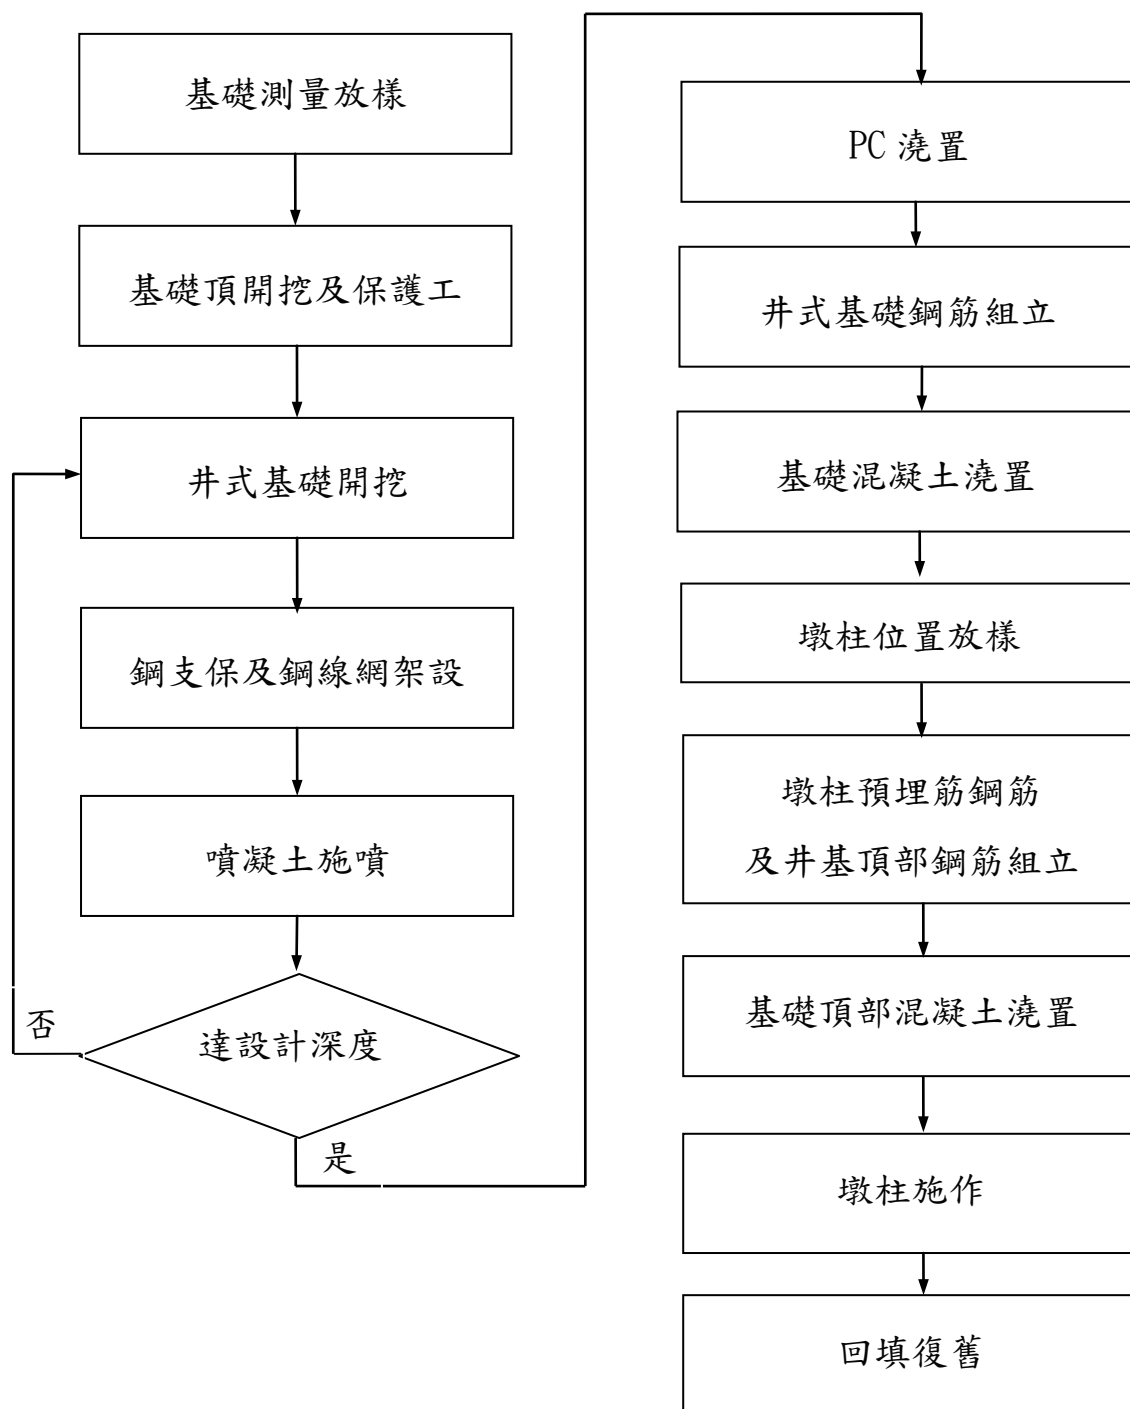 基礎測量放樣
基礎頂開挖及保護工
井式基礎開挖
鋼支保及鋼線網架設
噴凝土施噴
達設計深度
否
是
PC 澆置
井式基礎鋼筋組立
基礎混凝土澆置
墩柱位置放樣
墩柱預埋筋鋼筋
及井基頂部鋼筋組立
基礎頂部混凝土澆置
墩柱施作
回填復舊